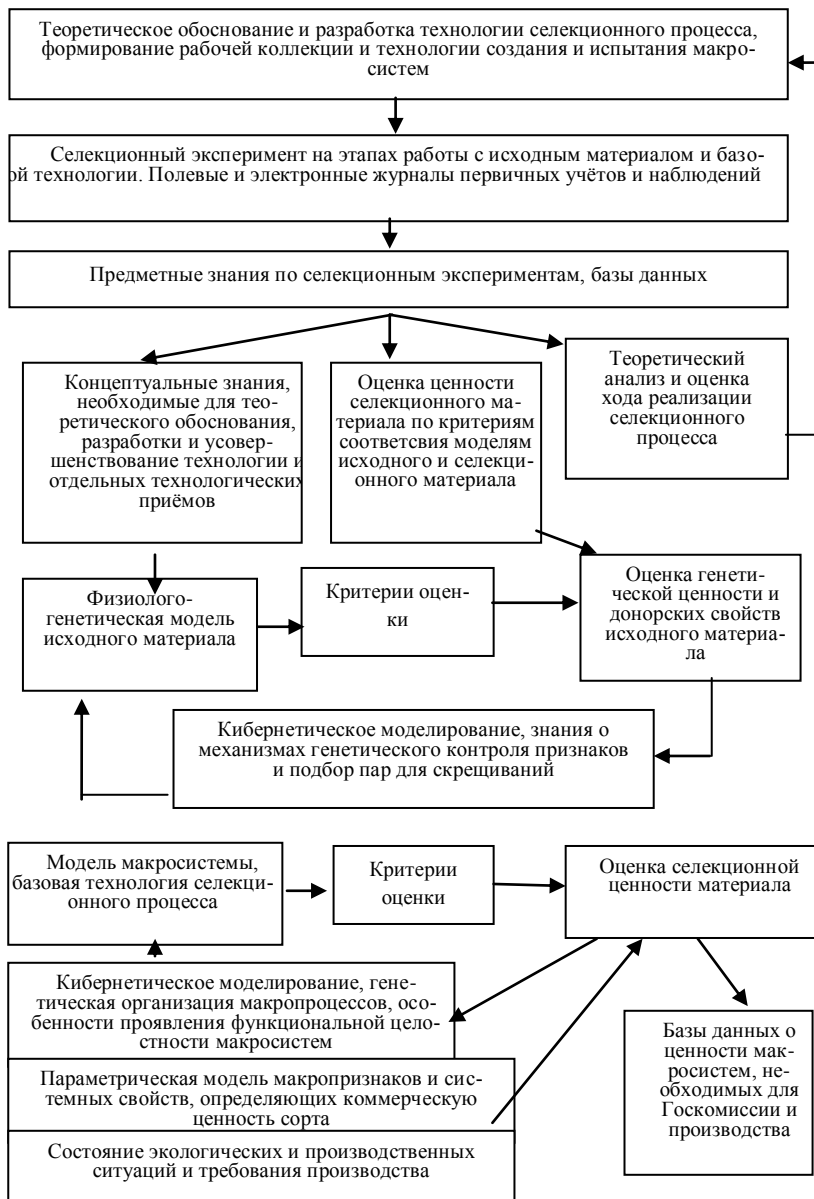 Теоретическое обоснование и разработка технологии селекционного процесса,
формирование рабочей коллекции и технологии создания и испытания макро-
систем
Селекционный эксперимент на этапах работы с исходным материалом и базо-
ой технологии. Полевые и электронные журналы первичных учётов и наблюдений
Предметные знания по селекционным экспериментам, базы данных
Концептуальные знания,
необходимые для тео-
ретического обоснования,
разработки и усовер-
шенствование технологии и
отдельных технологических
приёмов
Оценка ценности
селекционного ма-
териала по критериям
соответсвия моделям
исходного и селекци-
онного материала
Теоретический
анализ и оценка
хода реализации
селекционного
процесса
Физиолого-
генетическая модель
исходного материала
Критерии оцен-
ки
Оценка генети-
ческой ценности и
донорских свойств
исходного материа-
ла
Кибернетическое моделирование, знания о
механизмах генетического контроля признаков
и подбор пар для скрещиваний
Модель макросистемы,
базовая технология селекци-
онного процесса
Критерии
оценки
Оценка селекционной
ценности материала
Кибернетическое моделирование, гене-
тическая организация макропроцессов, осо-
бенности проявления функциональной цело-
стности макросистем
Параметрическая модель макропризнаков и сис-
темных свойств, определяющих коммерческую
ценность сорта
Состояние экологических и производственных
ситуаций и требования производства
Базы данных о
ценности мак-
росистем, не-
обходимых для
Госкомиссии и
производства